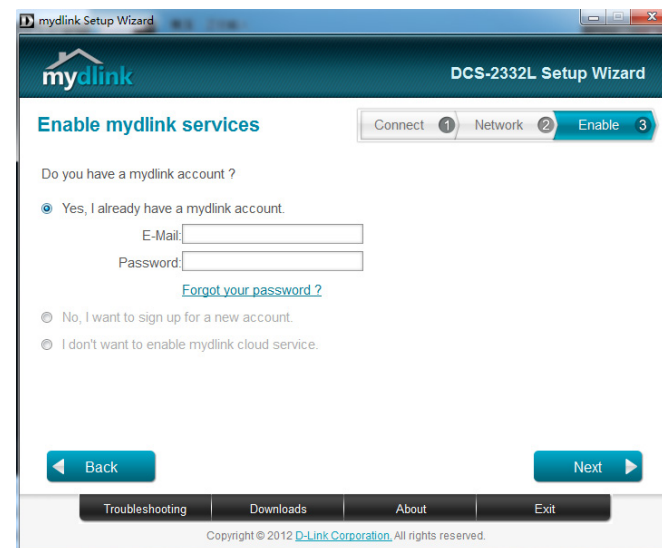 mydlink Setup Wizard
mydlink
DCS-2332L Setup Wizard
Enable mydlink services
Connect 1 Network 2 Enable 3
Do you have a mydlink account ?
Yes, I already have a mydlink account.
E-Mail:
Password:
Forgot your password ?
No, I want to sign up for a new account.
I don't want to enable mydlink cloud service.
Back
Next
Troubleshooting Downloads About Exit
Copyright © 2012 D-Link Corporation. All rights reserved.